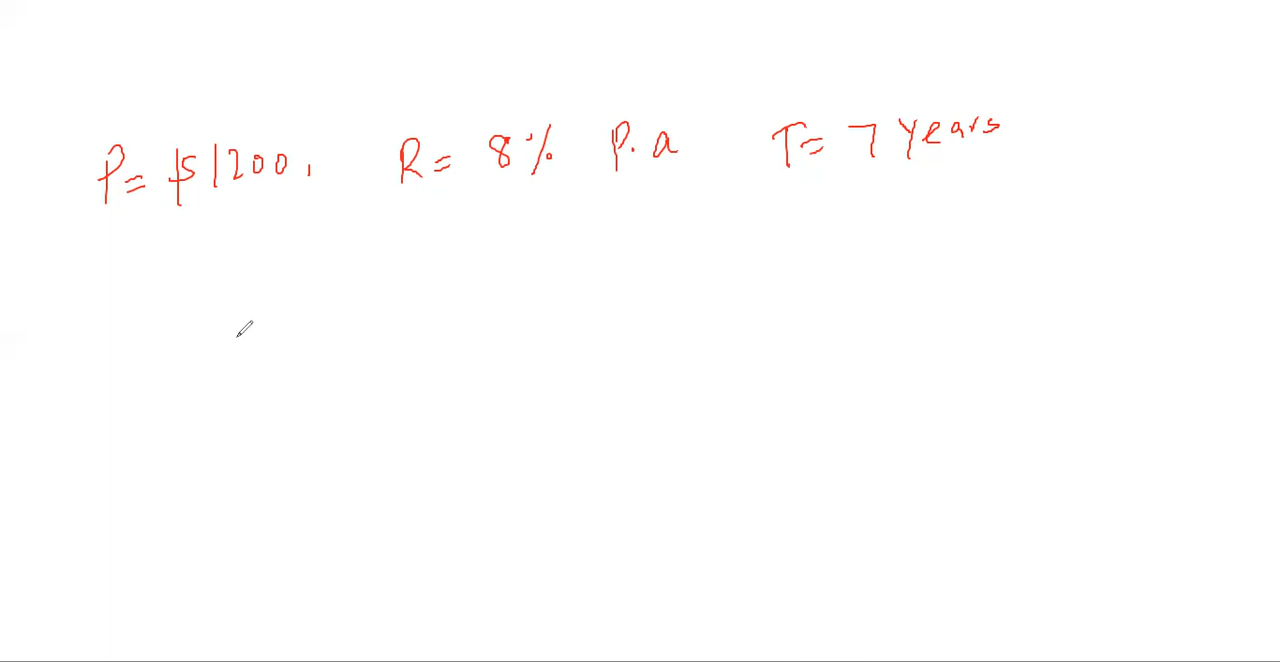 P= $1200, R= 8% P.a T= 7 Years